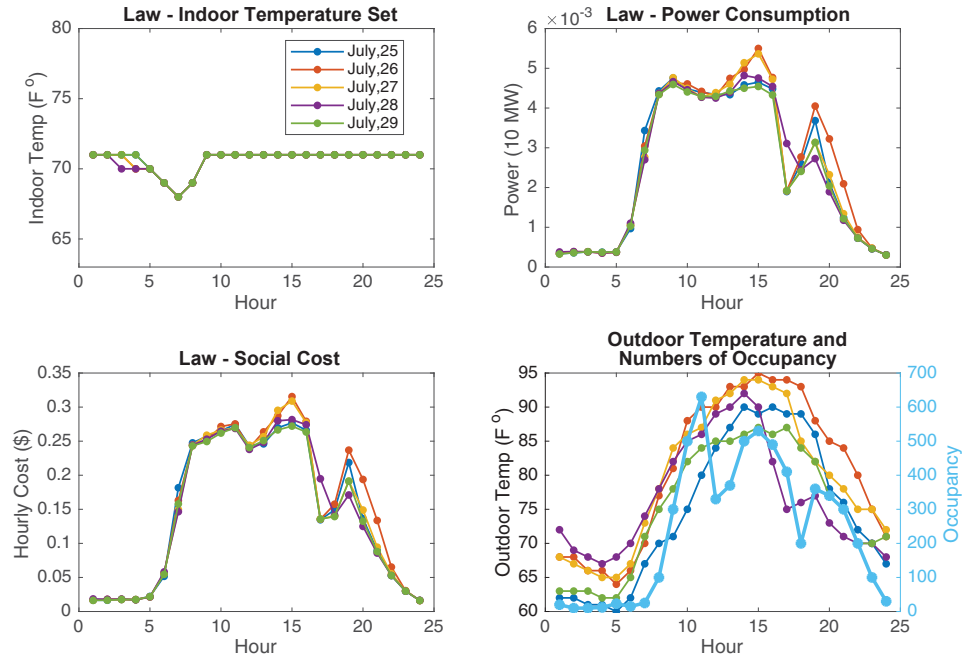 Law - Indoor Temperature Set
80
75
70
65
Indoor Temp (F o)
July,25
July,26
July,27
July,28
July,29
0 5 10 15 20 25
Hour
Law - Power Consumption
×10-3
6
5
4
3
2
1
0
Power (10 MW)
0 5 10 15 20 25
Hour
Law - Social Cost
0.35
0.3
0.25
0.2
0.15
0.1
0.05
0
Hourly Cost ($)
0 5 10 15 20 25
Hour
Outdoor Temperature and
Numbers of Occupancy
95
90
85
80
75
70
65
60
Outdoor Temp (F o)
700
600
500
400
300
200
100
0
Occupancy
0 5 10 15 20 25
Hour